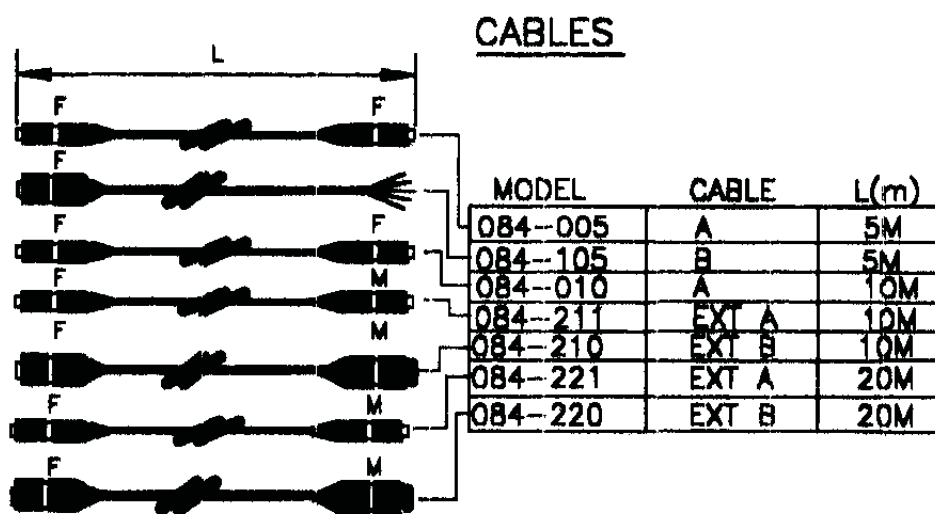 CABLES
L
F F
F
F F
F M
F M
F M
F M
MODEL CABLE L(m)
084-005 A 5M
084-105 B 5M
084-010 A 10M
084-211 EXT A 10M
084-210 EXT B 10M
084-221 EXT A 20M
084-220 EXT B 20M